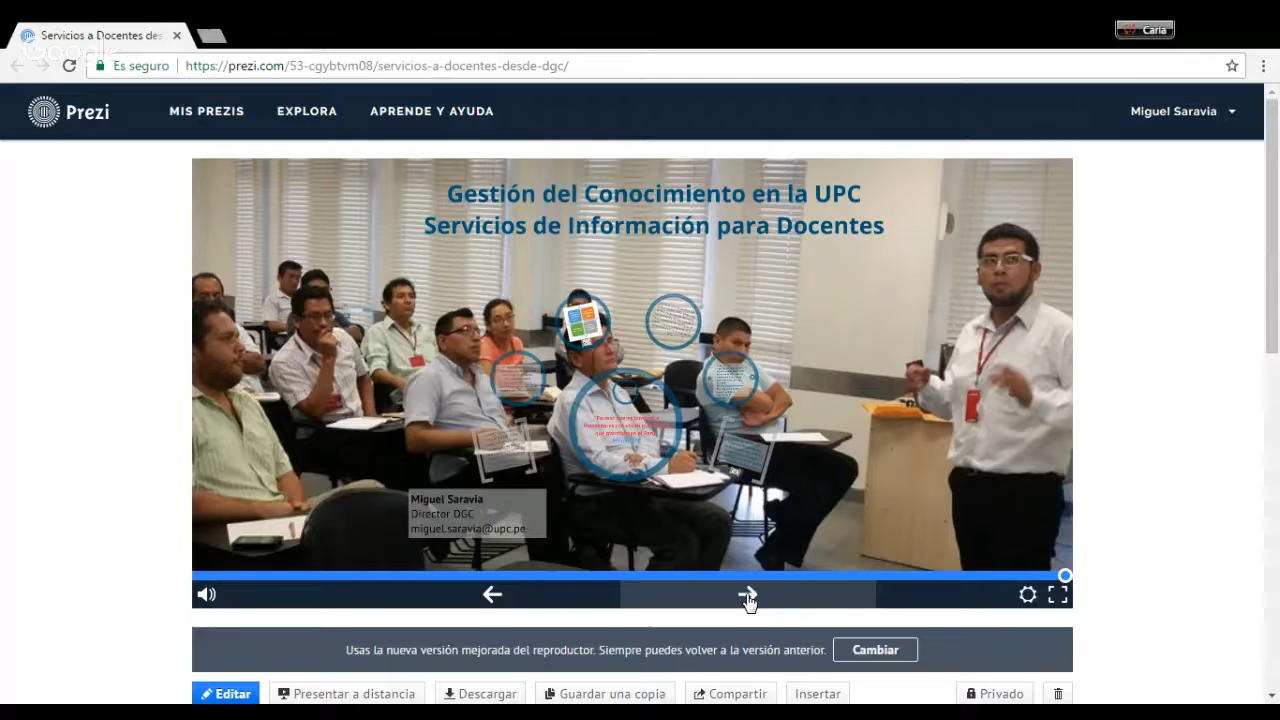 Servicios a Docentes des
Carla
Google
Es seguro
https://prezi.com/53-cgybtvm08/servicios-a-docentes-desde-dgc/
Prezi
MIS PREZIS
EXPLORA
APRENDE Y AYUDA
Miguel Saravia
Gestión del Conocimiento en la UPC
Servicios de Información para Docentes
Miguel Saravia
Director DGC
miguel.saravia@upc.pe
Usas la nueva versión mejorada del reproductor. Siempre puedes volver a la versión anterior.
Cambiar
Editar
Presentar a distancia
Descargar
Guardar una copia
Compartir
Insertar
Privado